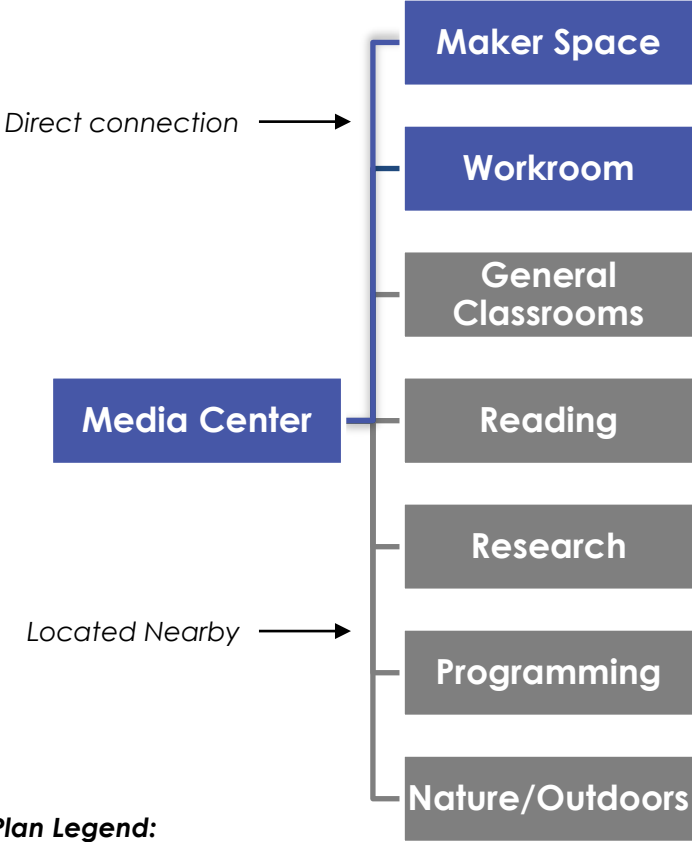 Maker Space
Direct connection
Workroom
General
Classrooms
Media Center
Reading
Research
Located Nearby
Programming
Nature/Outdoors
Plan Legend: